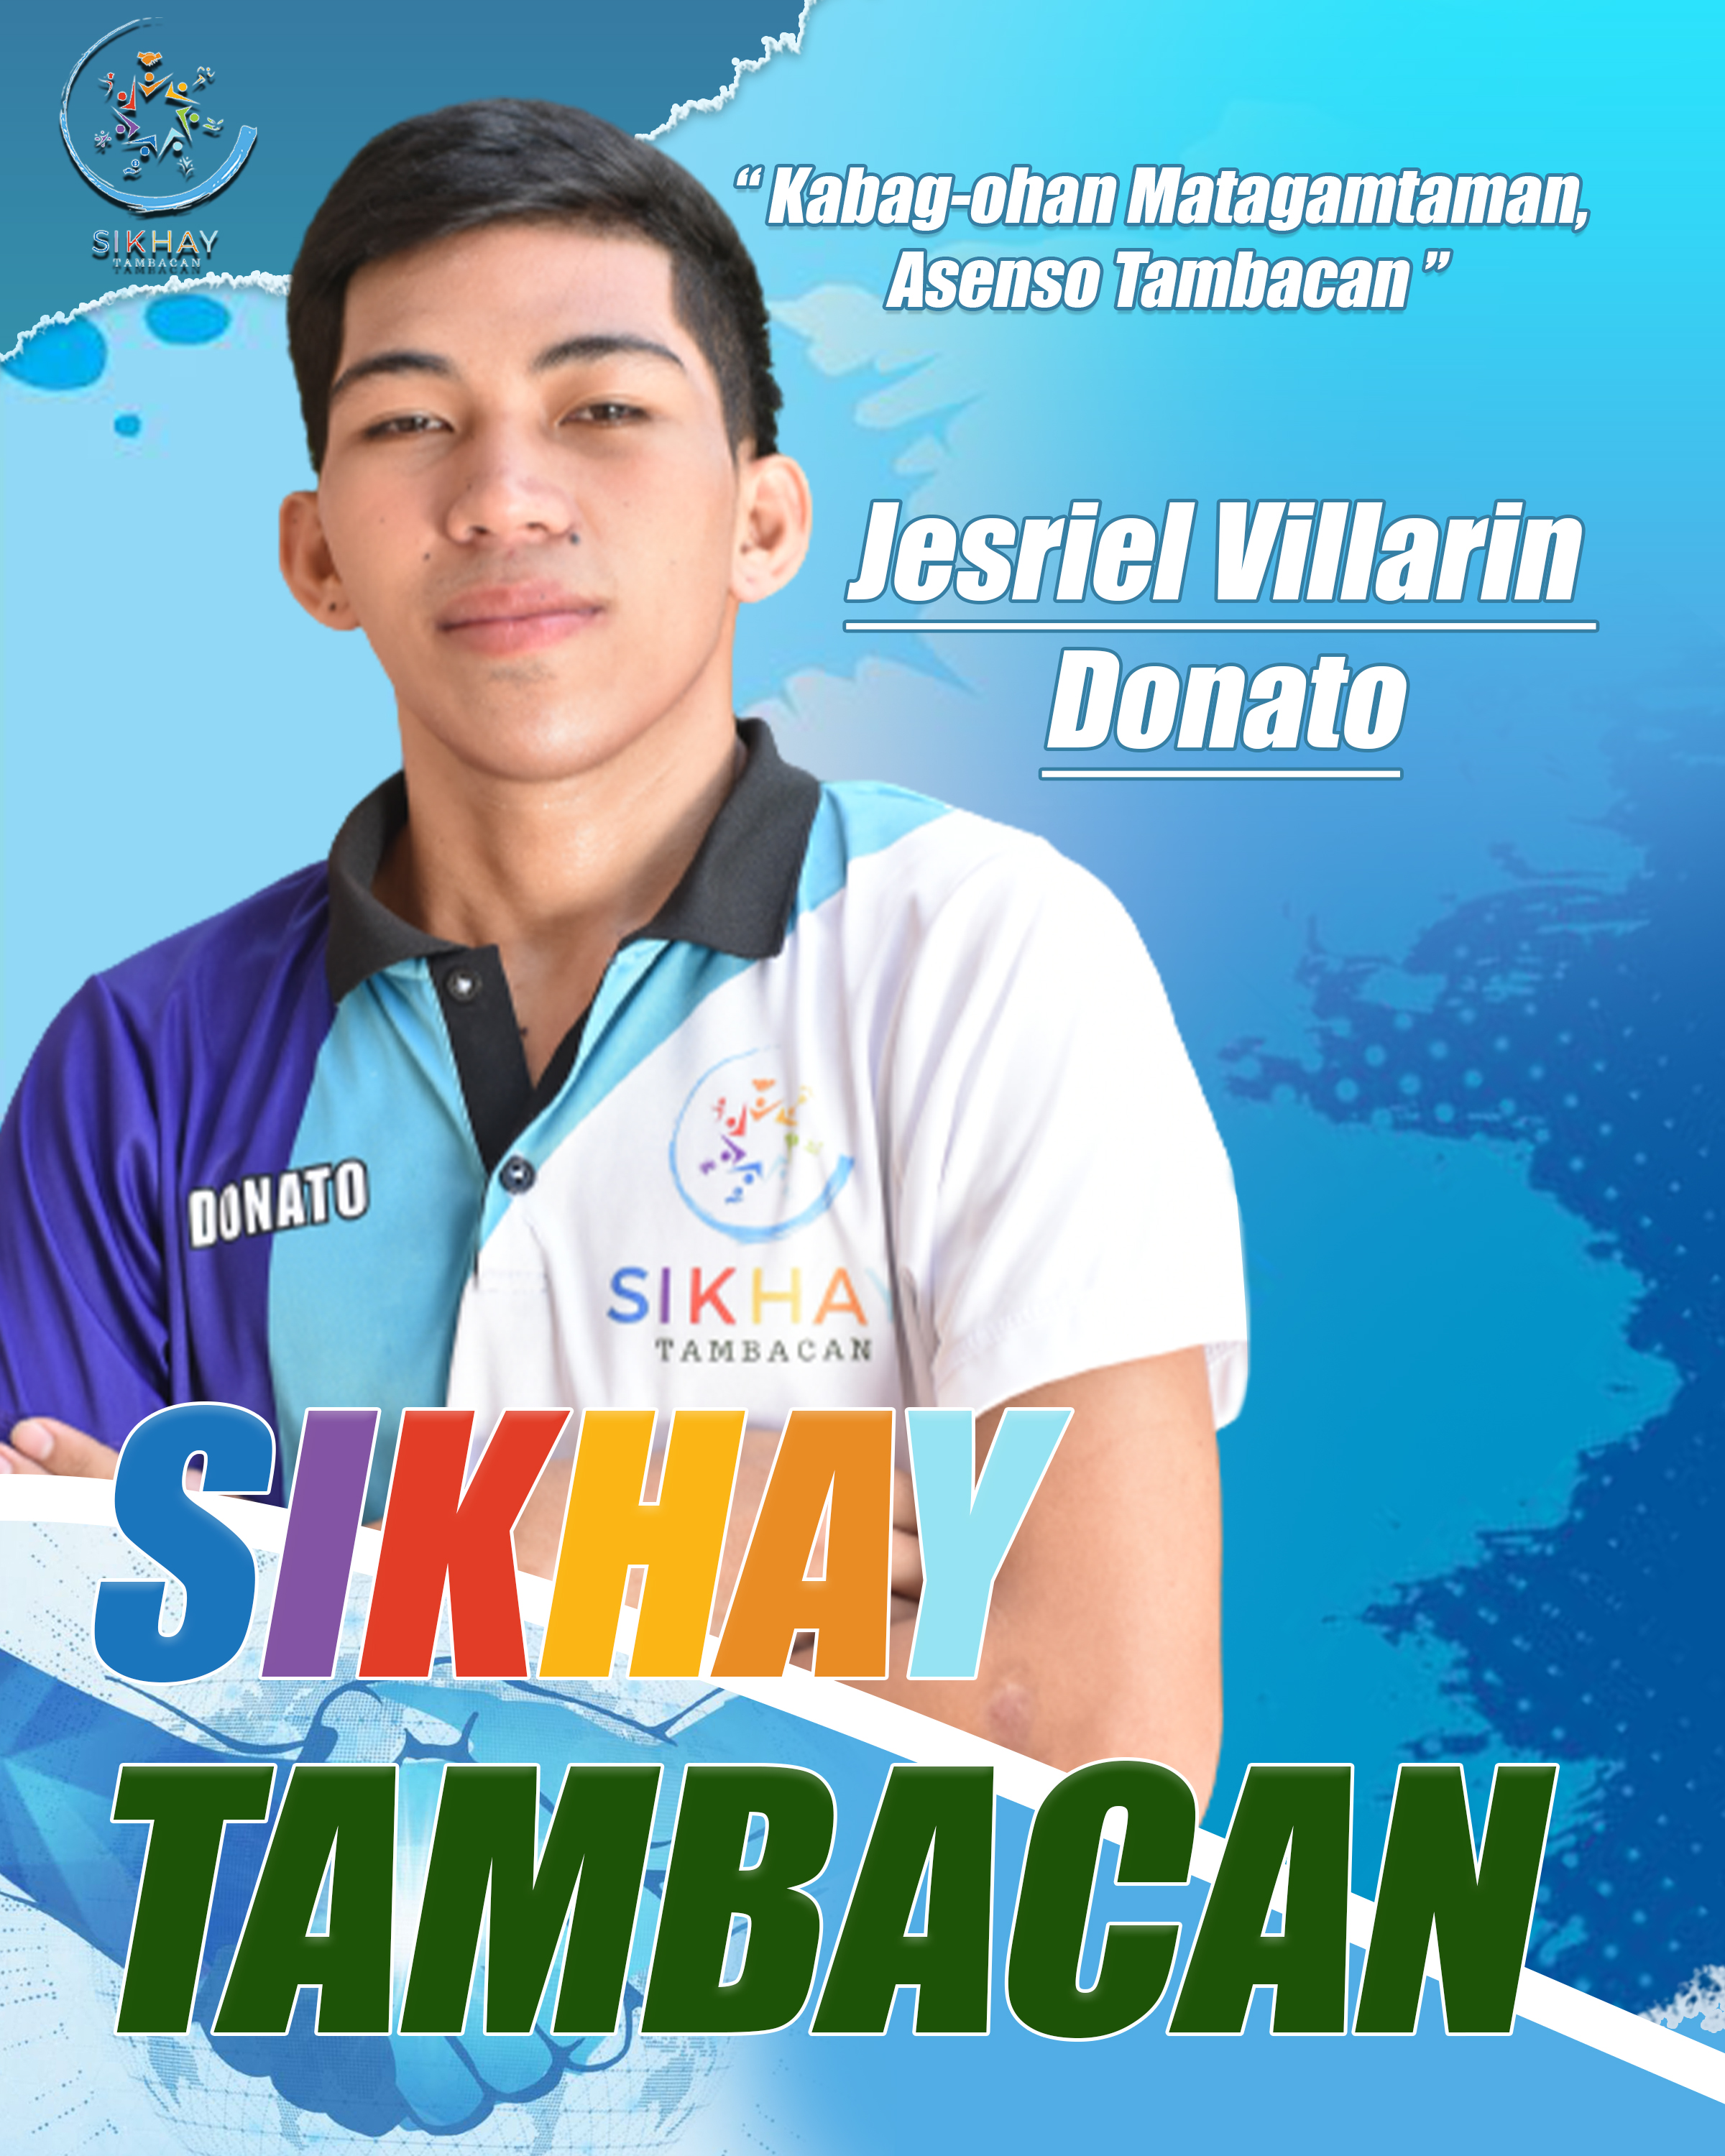 SIKHAY
TAMBACAN
“ Kabag-ohan Matagamtaman,
Asenso Tambacan ”
Jesriel Villarin
Donato
DONATO
SIKHAY
TAMBACAN
SIKHAY
TAMBACAN